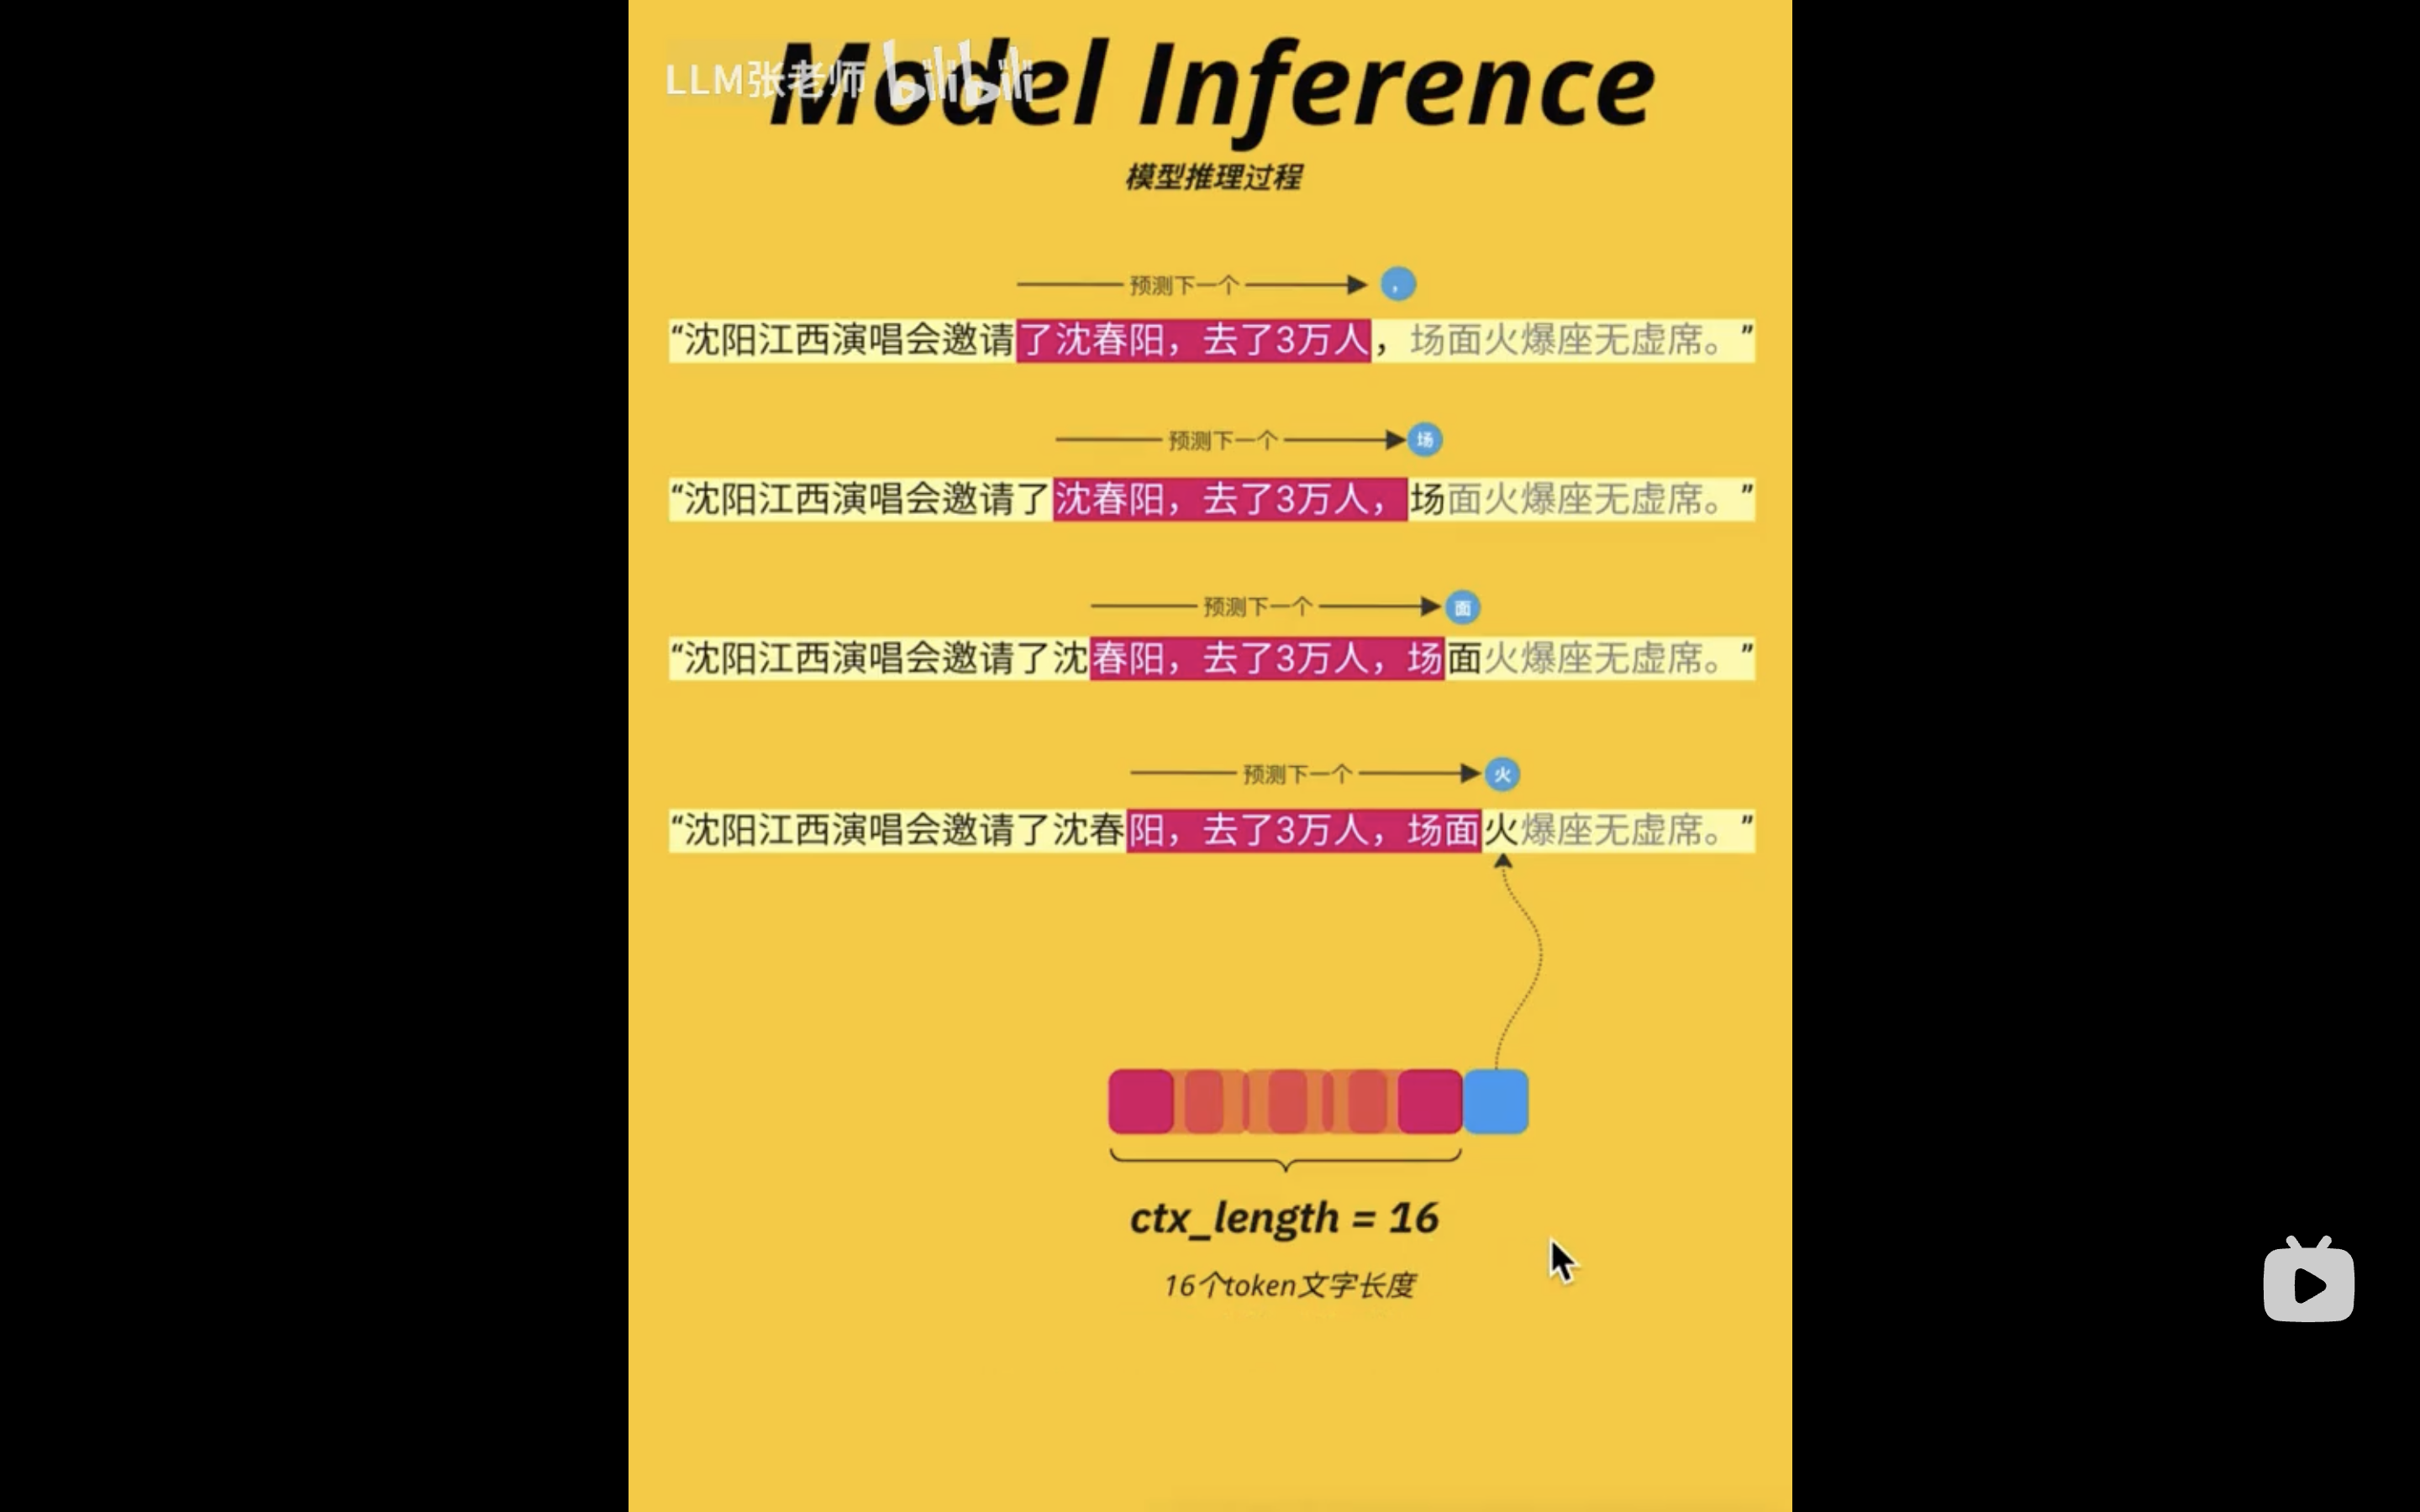 Model Inference
LLM张老师 bilibili
模型推理过程
预测下一个 ，
“沈阳江西演唱会邀请了沈春阳，去了3万人，场面火爆座无虚席。”
预测下一个 场
“沈阳江西演唱会邀请了沈春阳，去了3万人，场面火爆座无虚席。”
预测下一个 面
“沈阳江西演唱会邀请了沈春阳，去了3万人，场面火爆座无虚席。”
预测下一个 火
“沈阳江西演唱会邀请了沈春阳，去了3万人，场面火爆座无虚席。”
ctx_length = 16
16个token文字长度